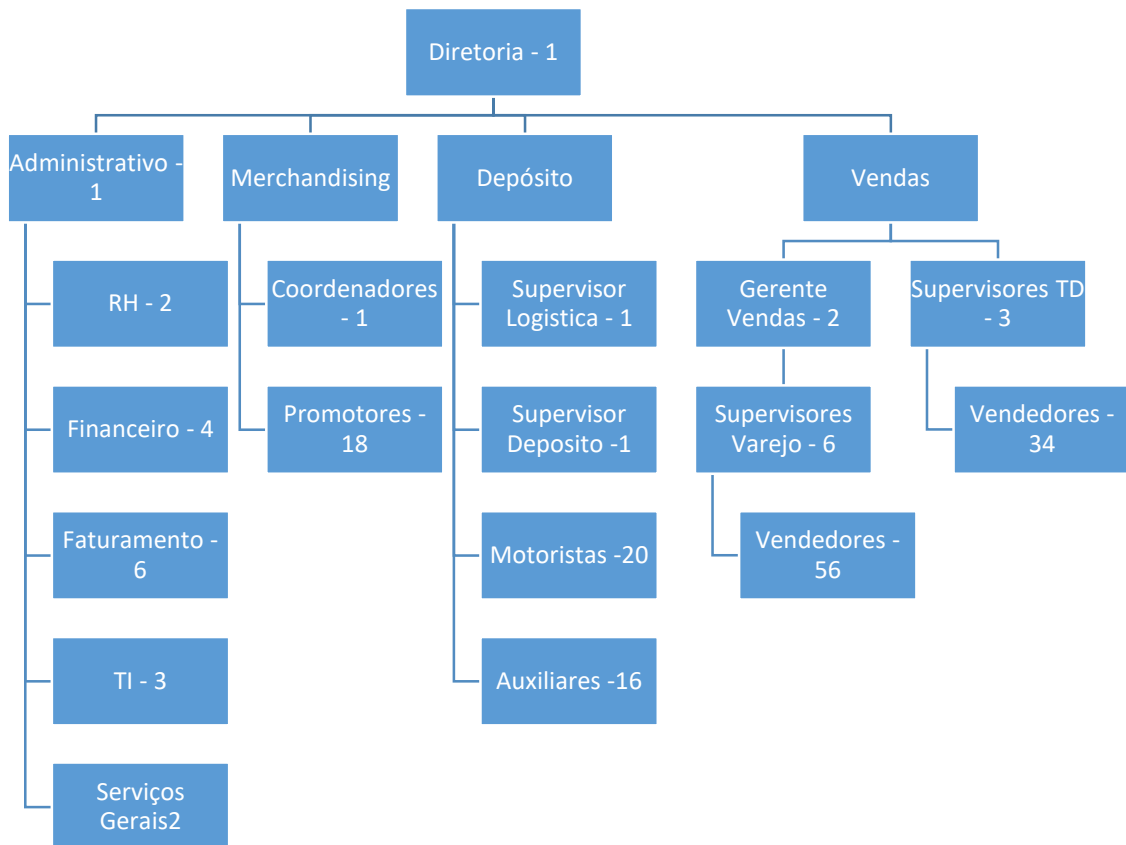 Diretoria - 1
Administrativo -
1
Merchandising
Depósito
Vendas
RH - 2
Coordenadores
- 1
Supervisor
Logistica - 1
Gerente
Vendas - 2
Supervisores TD
- 3
Financeiro - 4
Promotores -
18
Supervisor
Deposito -1
Supervisores
Varejo - 6
Vendedores -
34
Faturamento -
6
Motoristas -20
Vendedores -
56
TI - 3
Auxiliares -16
Serviços
Gerais2